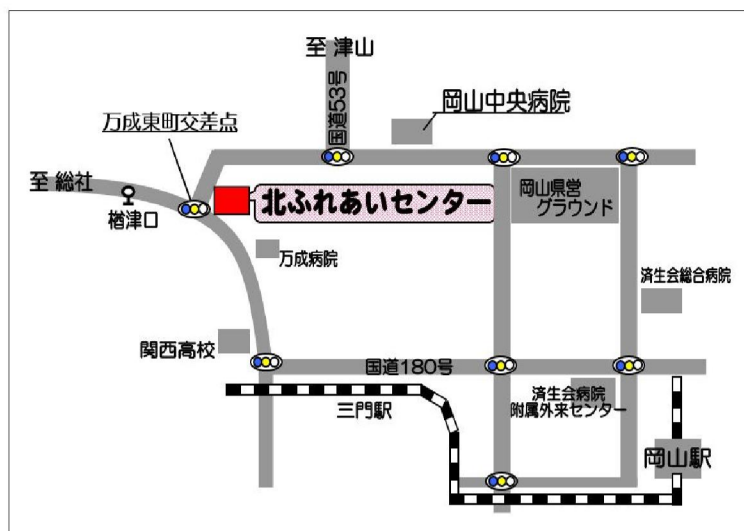 至 津山
国道53号
岡山中央病院
万成東町交差点
至 総社
楢津口
北ふれあいセンター
岡山県営
グラウンド
万成病院
済生会総合病院
関西高校
国道180号
三門駅
済生会病院
附属外来センター
岡山駅